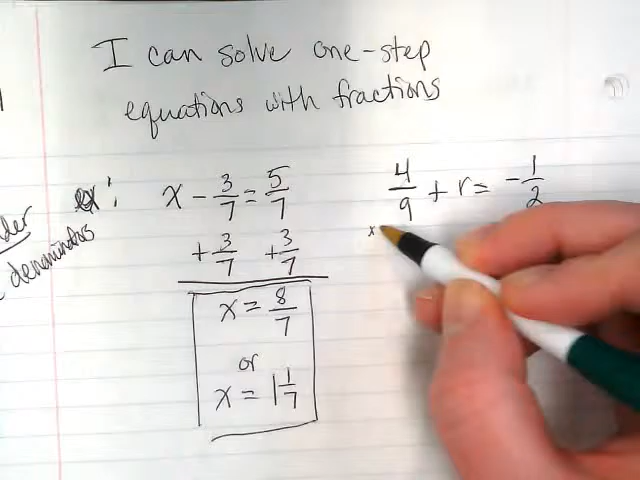 I can solve one-step
equations with fractions
ex: x - 3/7 = 5/7
+ 3/7 + 3/7
x = 8/7
or
x = 1 1/7
4/9 + r = - 1/2
x
denominators